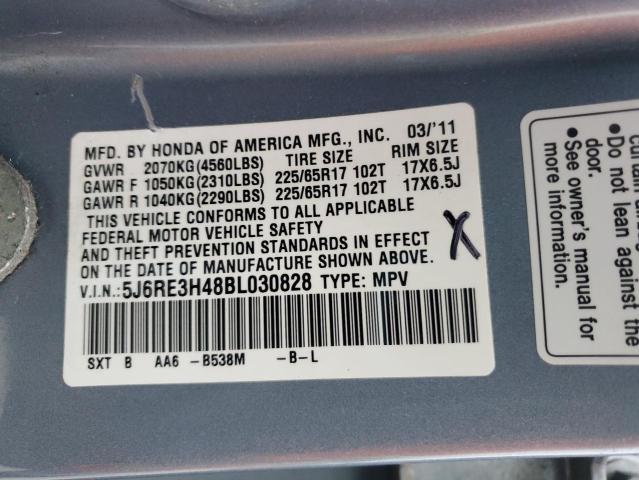 MFD. BY HONDA OF AMERICA MFG., INC. 03/'11
GVWR 2070KG(4560LBS) TIRE SIZE RIM SIZE
GAWR F 1050KG(2310LBS) 225/65R17 102T 17X6.5J
GAWR R 1040KG(2290LBS) 225/65R17 102T 17X6.5J
THIS VEHICLE CONFORMS TO ALL APPLICABLE
FEDERAL MOTOR VEHICLE SAFETY
AND THEFT PREVENTION STANDARDS IN EFFECT
ON THE DATE OF MANUFACTURE SHOWN ABOVE.
X
V.I.N.:5J6RE3H48BL030828 TYPE: MPV
SXT B AA6 -B538M -B-L
● Do not lean against the
door.
● See owner's manual for
more information.